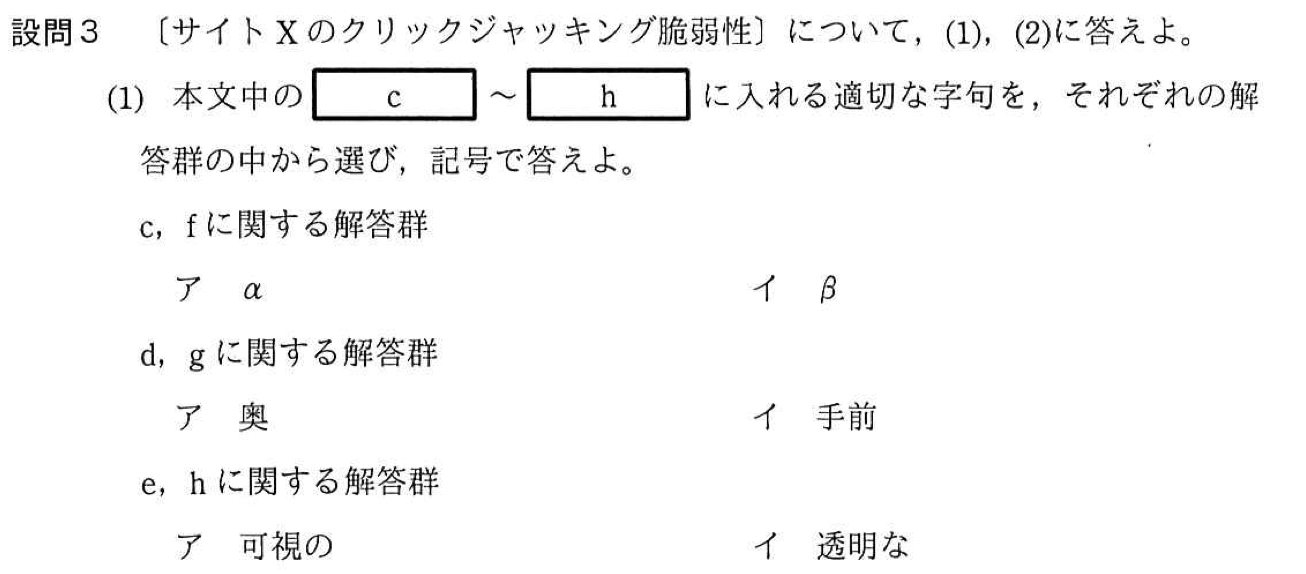 設問3 〔サイトXのクリックジャッキング脆弱性〕について，(1)，(2)に答えよ。
(1) 本文中の c ～ h に入れる適切な字句を，それぞれの解
答群の中から選び，記号で答えよ。
c，fに関する解答群
ア α イ β
d，gに関する解答群
ア 奥 イ 手前
e，hに関する解答群
ア 可視の イ 透明な